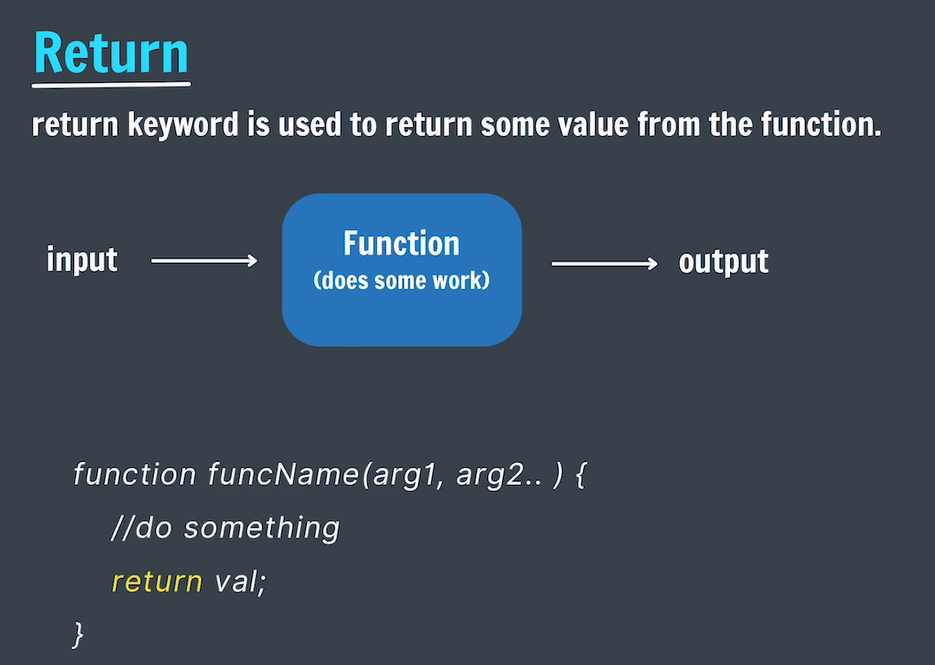 Return
return keyword is used to return some value from the function.
input
Function
(does some work)
output
function funcName(arg1, arg2.. ) {
//do something
return val;
}